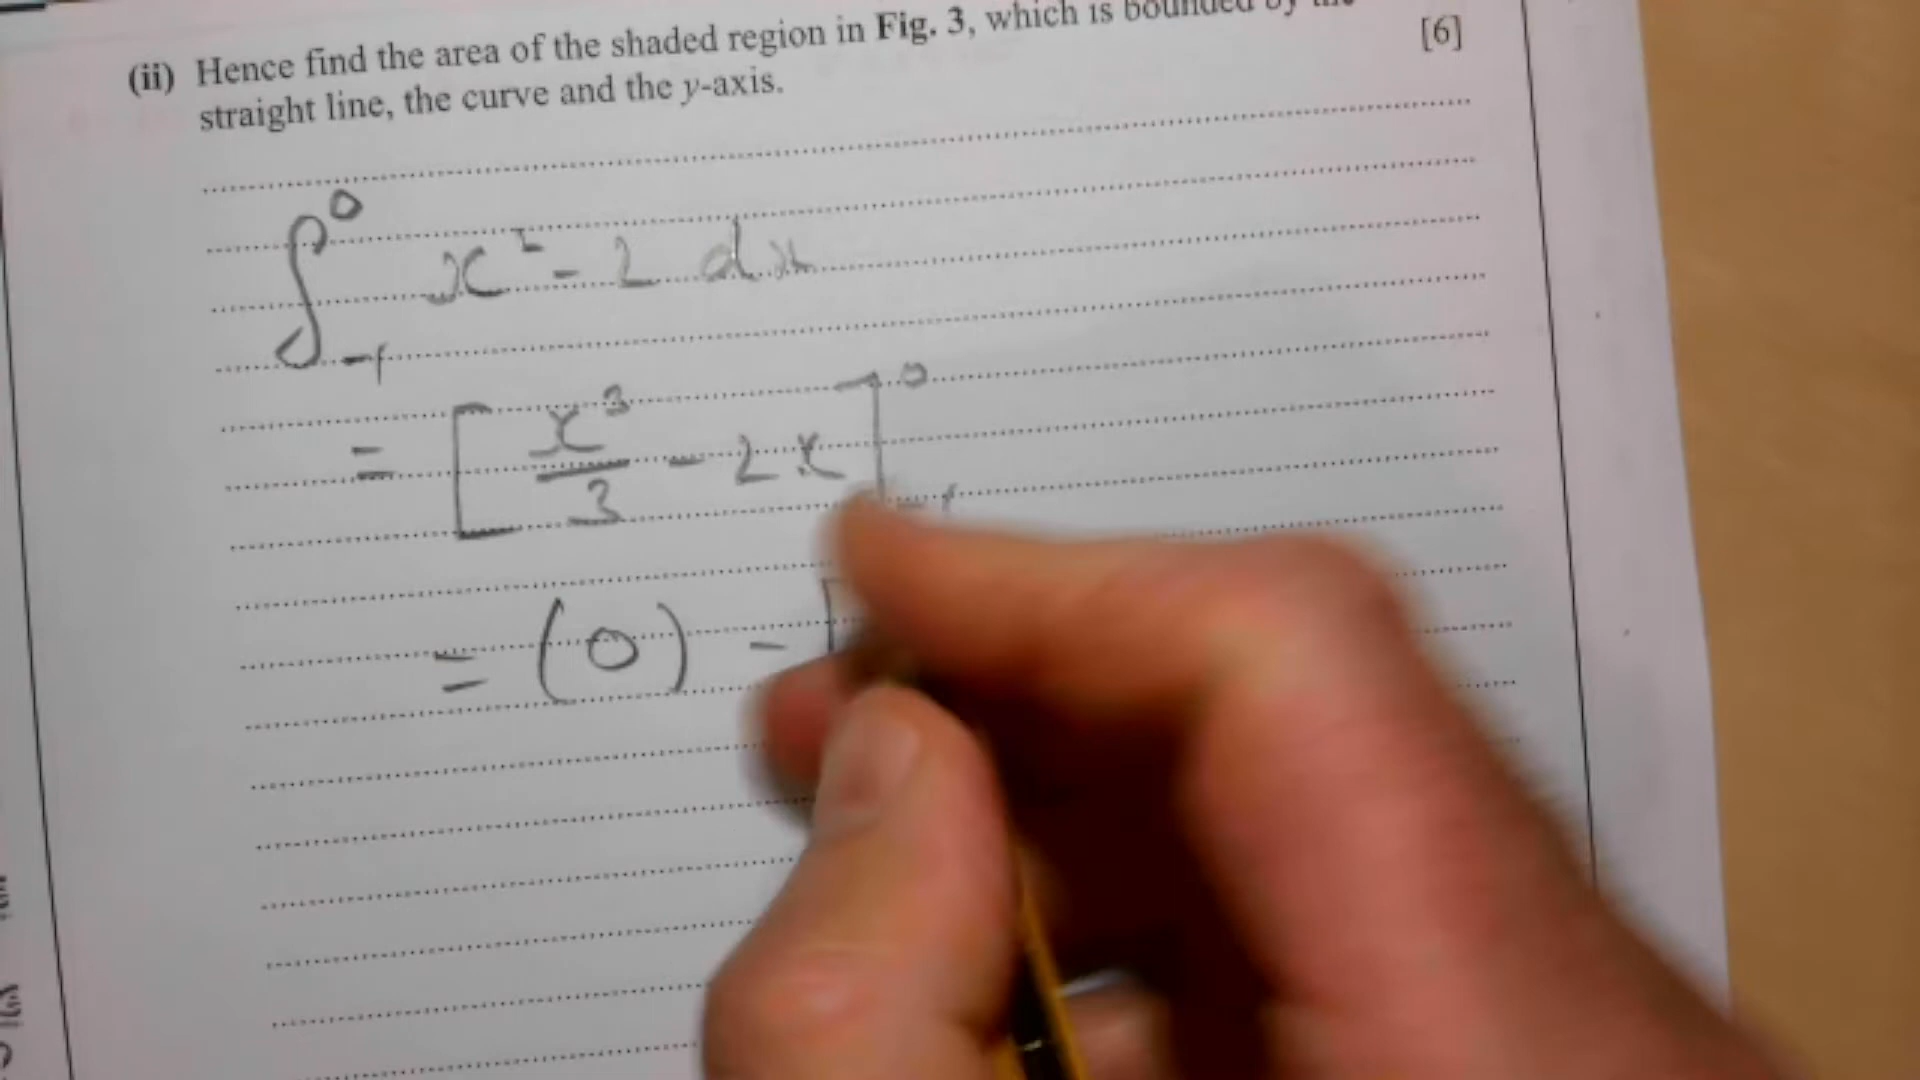 (ii) Hence find the area of the shaded region in Fig. 3, which is bounded by the
straight line, the curve and the y-axis.
[6]
∫₋₁⁰ x² - 2 dx
= [x³/3 - 2x]₋₁⁰
= (0) - [